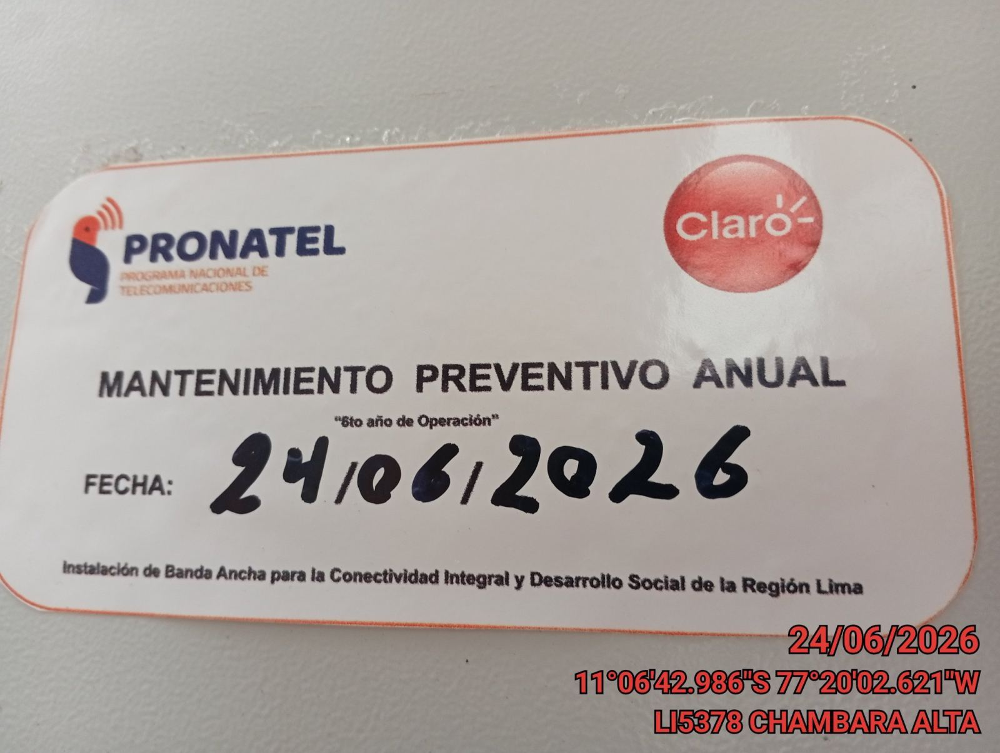 PRONATEL
PROGRAMA NACIONAL DE
TELECOMUNICACIONES
Claro
MANTENIMIENTO PREVENTIVO ANUAL
"6to año de Operación"
FECHA: 24/06/2026
Instalación de Banda Ancha para la Conectividad Integral y Desarrollo Social de la Región Lima
24/06/2026
11°06'42.986"S 77°20'02.621"W
LI5378 CHAMBARA ALTA